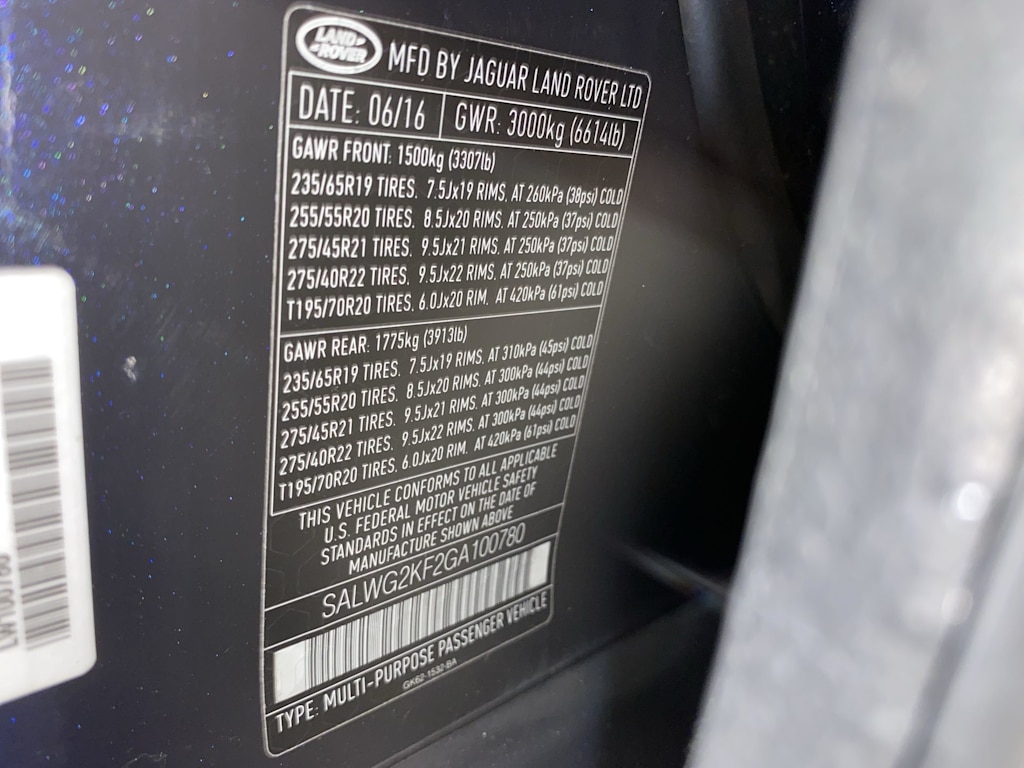 LAND ROVER
MFD BY JAGUAR LAND ROVER LTD
DATE: 06/16 GWR: 3000kg (6614lb)
GAWR FRONT: 1500kg (3307lb)
235/65R19 TIRES. 7.5Jx19 RIMS. AT 260kPa (38psi) COLD
255/55R20 TIRES. 8.5Jx20 RIMS. AT 250kPa (37psi) COLD
275/45R21 TIRES. 9.5Jx21 RIMS. AT 250kPa (37psi) COLD
275/40R22 TIRES. 9.5Jx22 RIMS. AT 250kPa (37psi) COLD
T195/70R20 TIRES. 6.0Jx20 RIM. AT 420kPa (61psi) COLD
GAWR REAR: 1775kg (3913lb)
235/65R19 TIRES. 7.5Jx19 RIMS. AT 310kPa (45psi) COLD
255/55R20 TIRES. 8.5Jx20 RIMS. AT 300kPa (44psi) COLD
275/45R21 TIRES. 9.5Jx21 RIMS. AT 300kPa (44psi) COLD
275/40R22 TIRES. 9.5Jx22 RIMS. AT 300kPa (44psi) COLD
T195/70R20 TIRES. 6.0Jx20 RIM. AT 420kPa (61psi) COLD
THIS VEHICLE CONFORMS TO ALL APPLICABLE
U.S. FEDERAL MOTOR VEHICLE SAFETY
STANDARDS IN EFFECT ON THE DATE OF
MANUFACTURE SHOWN ABOVE
SALWG2KF2GA100780
TYPE: MULTI-PURPOSE PASSENGER VEHICLE
GK62-1532-BA